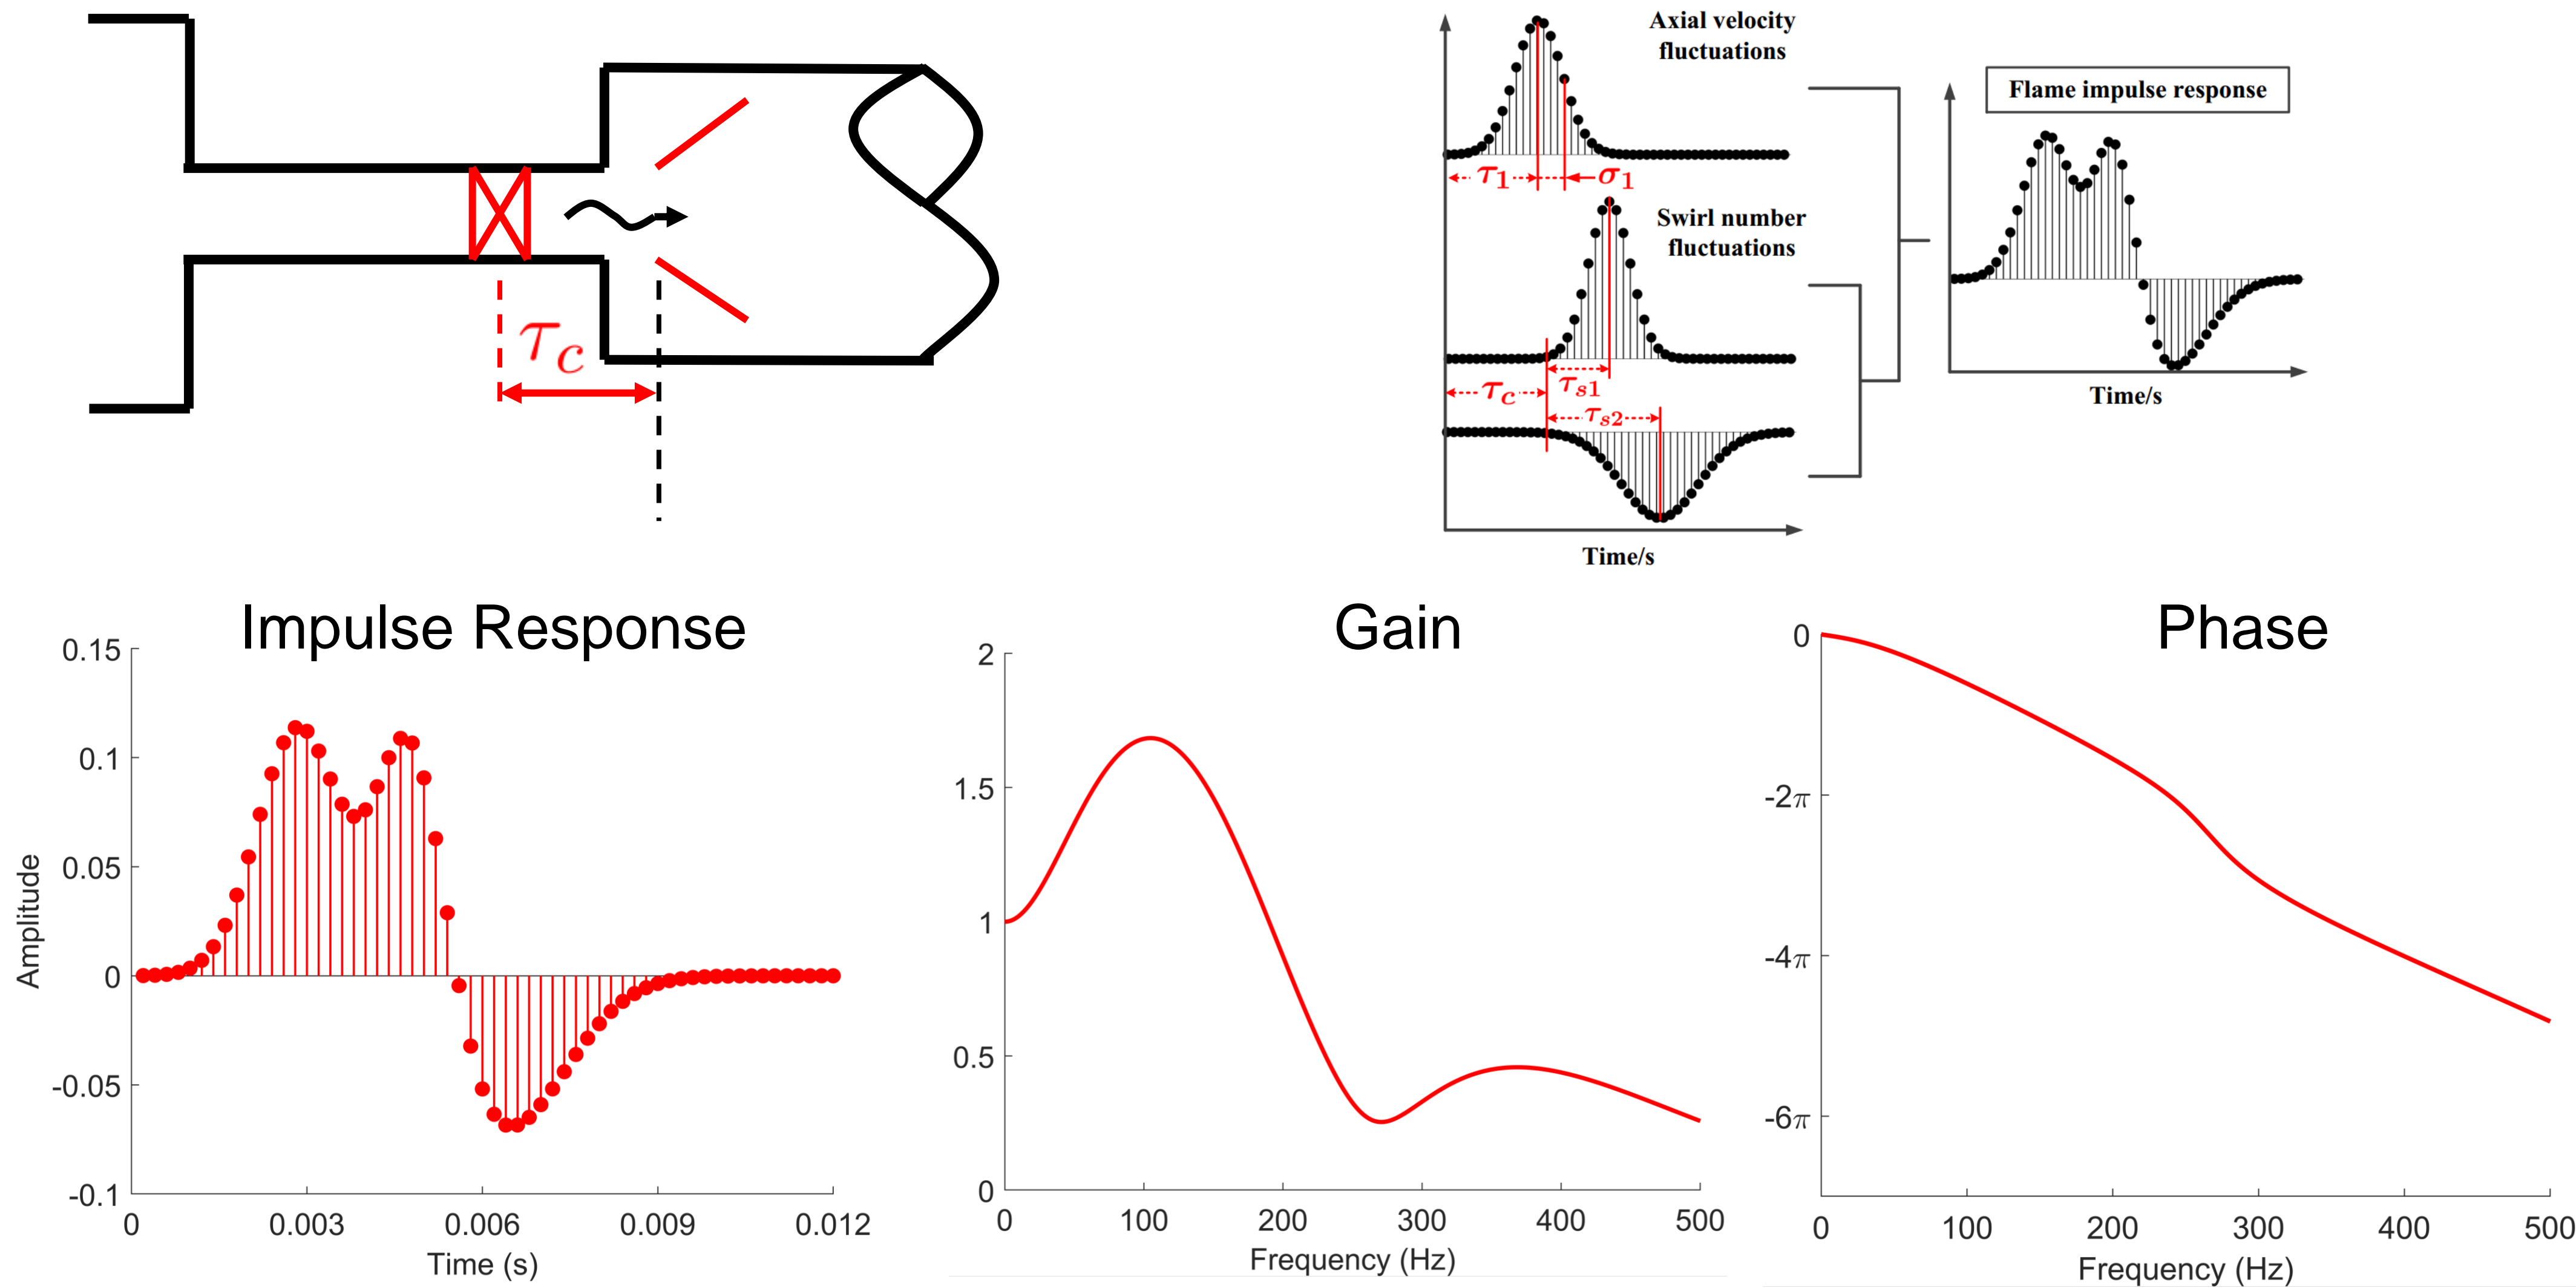 τc
Axial velocity
fluctuations
τ1
σ1
Swirl number
fluctuations
τc
τs1
τs2
Time/s
Flame impulse response
Time/s
Impulse Response
0.15
0.1
0.05
0
-0.05
-0.1
Amplitude
0 0.003 0.006 0.009 0.012
Time (s)
Gain
2
1.5
1
0.5
0
0 100 200 300 400 500
Frequency (Hz)
Phase
0
-2π
-4π
-6π
0 100 200 300 400 500
Frequency (Hz)